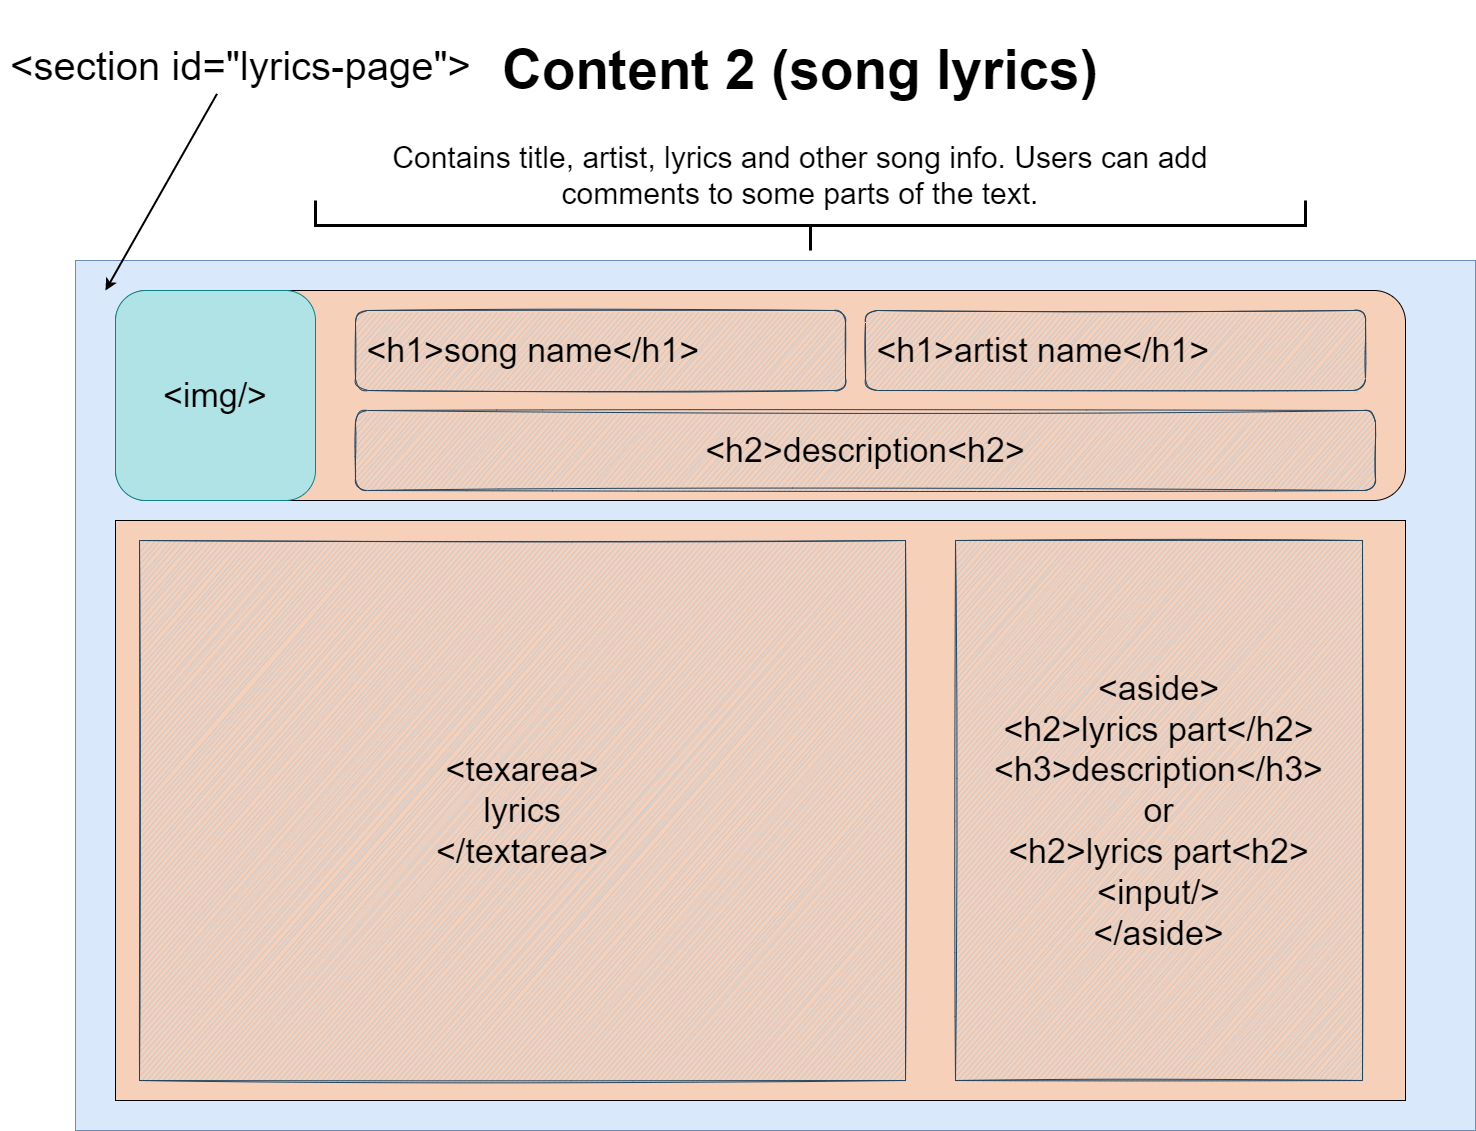 <section id="lyrics-page">
Content 2 (song lyrics)
Contains title, artist, lyrics and other song info. Users can add
comments to some parts of the text.
<img/>
<h1>song name</h1>
<h1>artist name</h1>
<h2>description<h2>
<texarea>
lyrics
</textarea>
<aside>
<h2>lyrics part</h2>
<h3>description</h3>
or
<h2>lyrics part<h2>
<input/>
</aside>